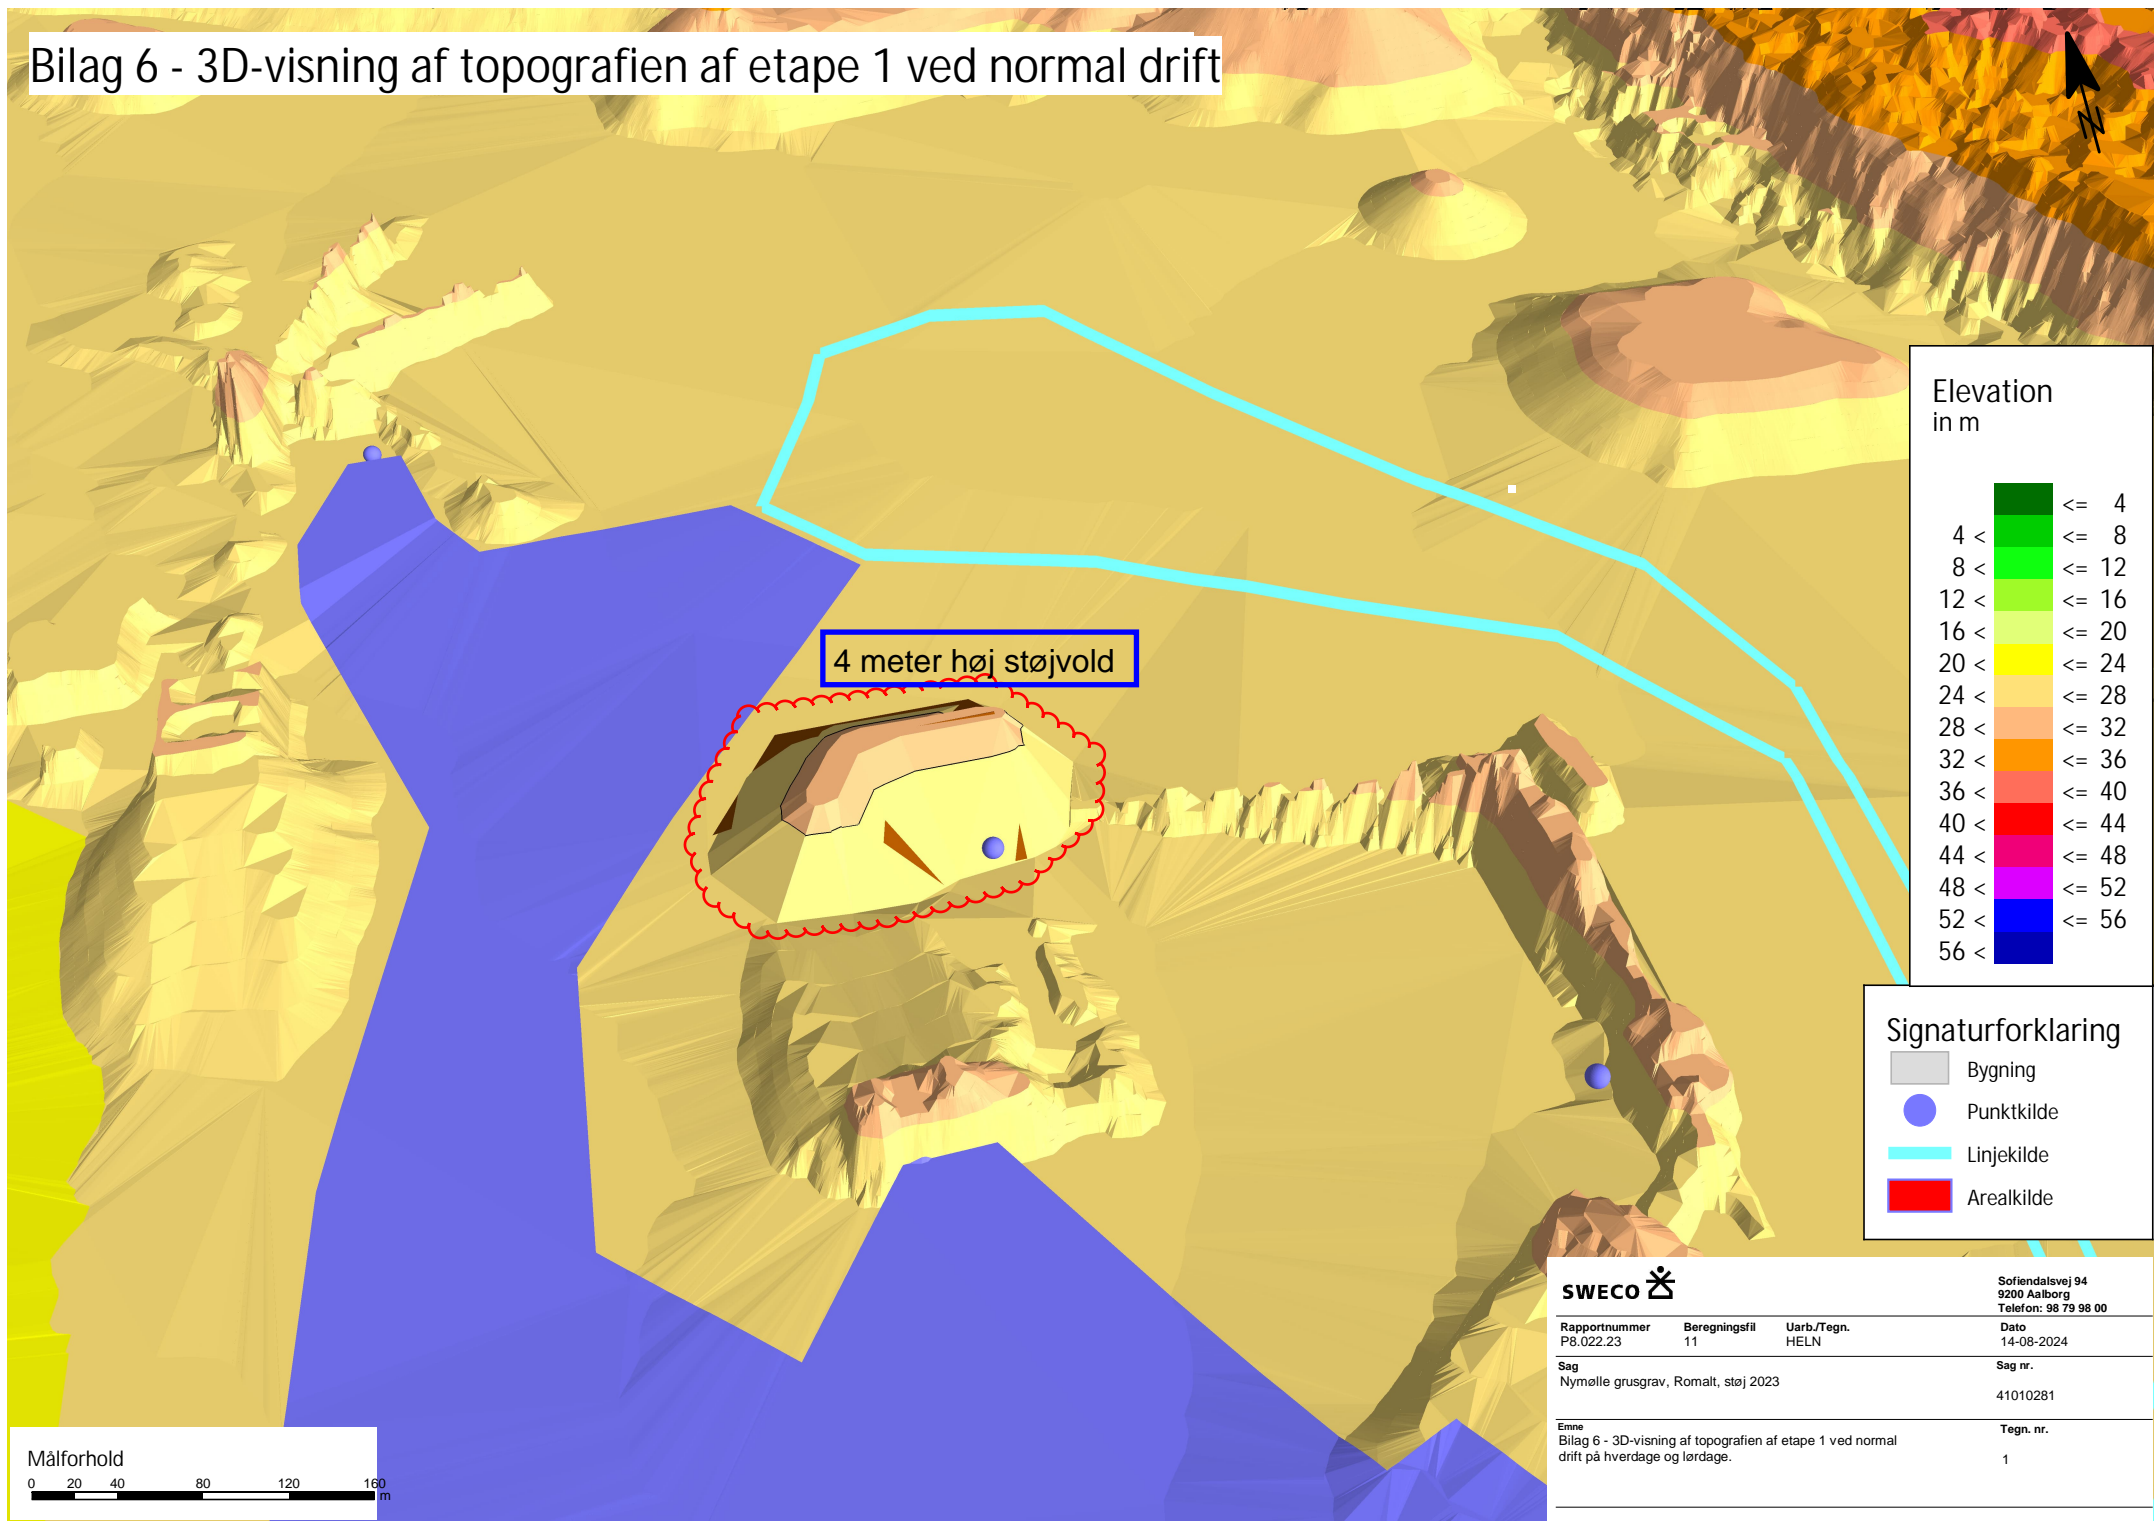 Bilag 6 - 3D-visning af topografien af etape 1 ved normal drift
N
4 meter høj støjvold
Elevation
in m
<= 4
4 < <= 8
8 < <= 12
12 < <= 16
16 < <= 20
20 < <= 24
24 < <= 28
28 < <= 32
32 < <= 36
36 < <= 40
40 < <= 44
44 < <= 48
48 < <= 52
52 < <= 56
56 <
Signaturforklaring
Bygning
Punktkilde
Linjekilde
Arealkilde
SWECO
Sofiendalsvej 94
9200 Aalborg
Telefon: 98 79 98 00
Rapportnummer Beregningsfil Uarb./Tegn. Dato
P8.022.23 11 HELN 14-08-2024
Sag Sag nr.
Nymølle grusgrav, Romalt, støj 2023
41010281
Emne Tegn. nr.
Bilag 6 - 3D-visning af topografien af etape 1 ved normal
drift på hverdage og lørdage.
1
Målforhold
0 20 40 80 120 160
m